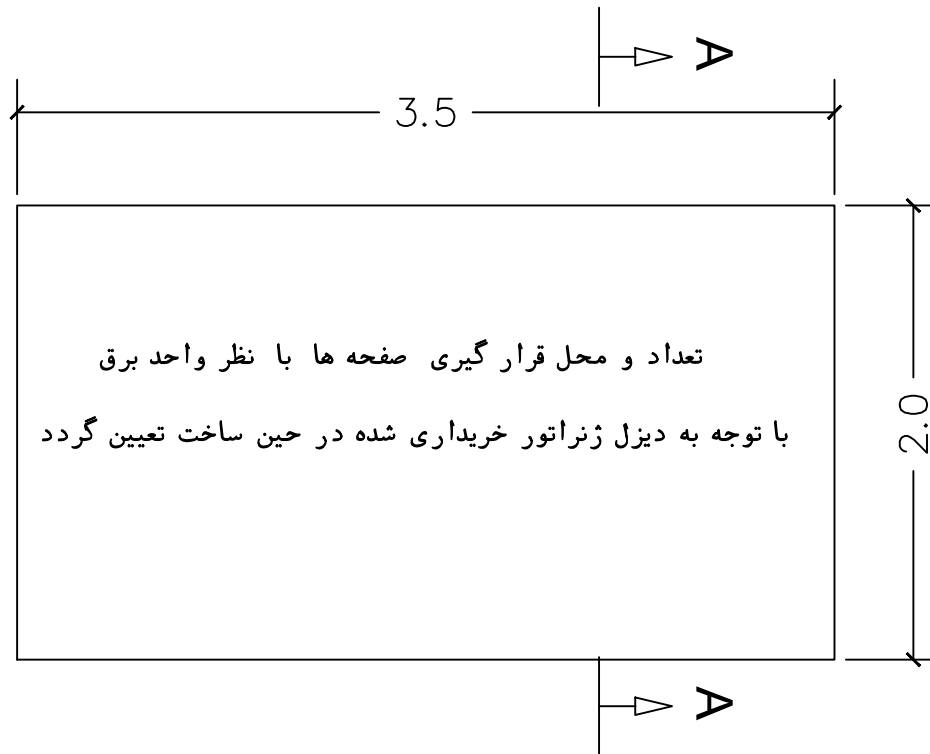 A
3.5
تعداد و محل قرار گیری صفحه ها با نظر واحد برق
با توجه به دیزل ژنراتور خریداری شده در حین ساخت تعیین گردد
2.0
A